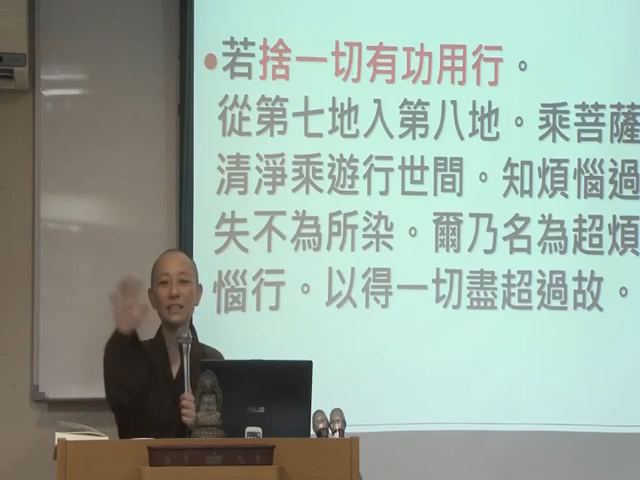 •若捨一切有功用行。
從第七地入第八地。乘菩薩
清淨乘遊行世間。知煩惱過
失不為所染。爾乃名為超煩
惱行。以得一切盡超過故。
ASUS